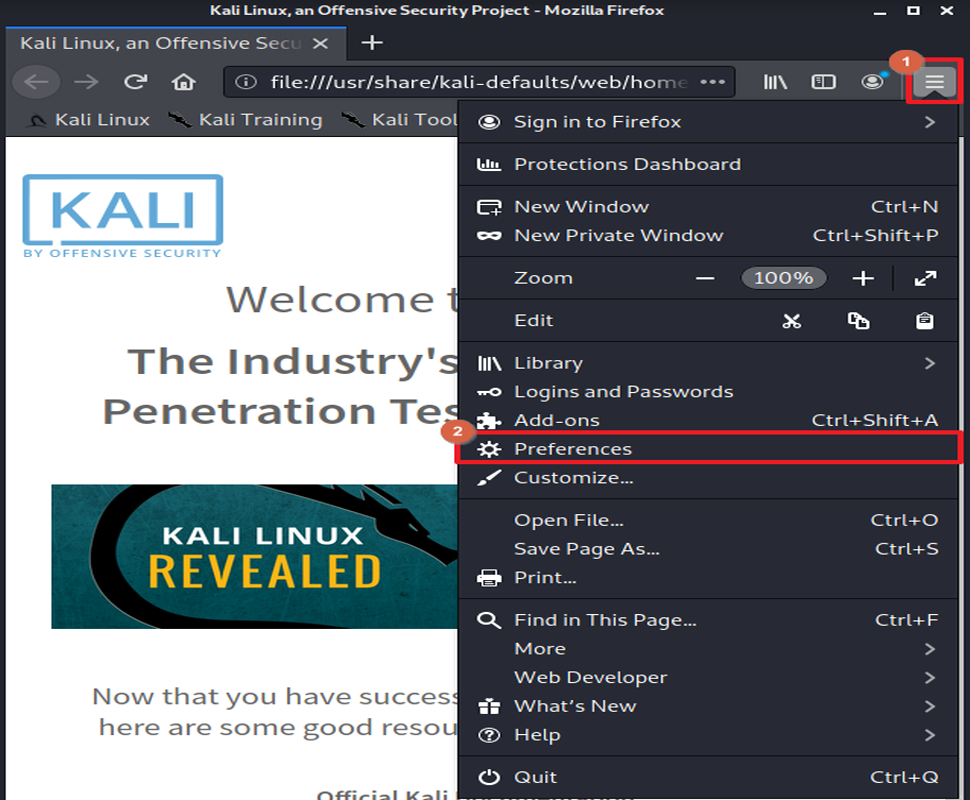 Kali Linux, an Offensive Security Project - Mozilla Firefox
Kali Linux, an Offensive Secu
file:///usr/share/kali-defaults/web/home
1
Kali Linux Kali Training Kali Tool
Sign in to Firefox
Protections Dashboard
New Window Ctrl+N
New Private Window Ctrl+Shift+P
Zoom 100%
Edit
Library
Logins and Passwords
Add-ons Ctrl+Shift+A
2
Preferences
Customize...
Open File... Ctrl+O
Save Page As... Ctrl+S
Print...
Find in This Page... Ctrl+F
More
Web Developer
What's New
Help
Quit Ctrl+Q
KALI
BY OFFENSIVE SECURITY
Welcome t
The Industry's
Penetration Tes
KALI LINUX
REVEALED
Now that you have success
here are some good resou
Official Kali